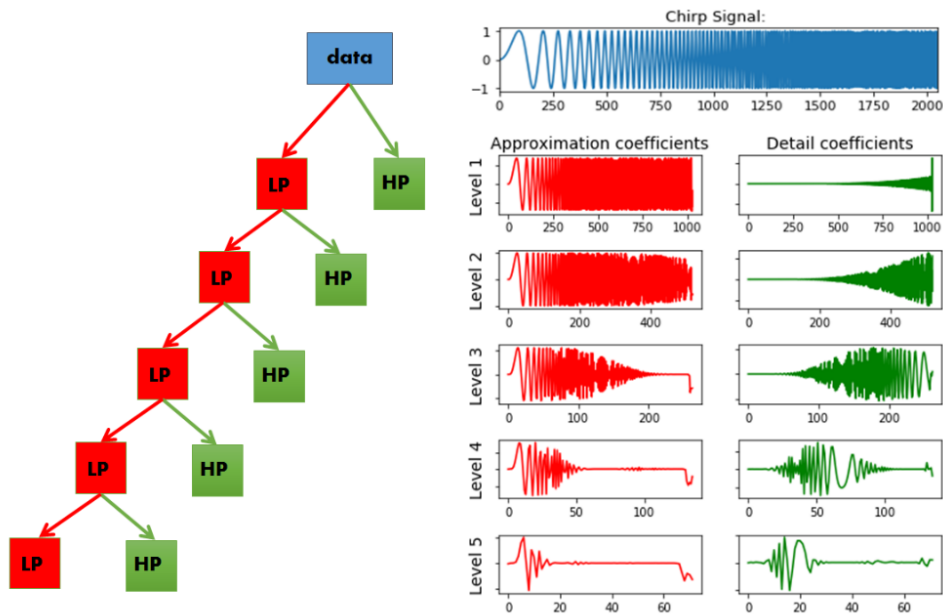 data
LP
HP
LP
HP
LP
HP
LP
HP
LP
HP
Chirp Signal:
1
0
−1
0 250 500 750 1000 1250 1500 1750 2000
Approximation coefficients Detail coefficients
Level 1
0 250 500 750 1000 0 250 500 750 1000
Level 2
0 200 400 0 200 400
Level 3
0 100 200 0 100 200
Level 4
0 50 100 0 50 100
Level 5
0 20 40 60 0 20 40 60